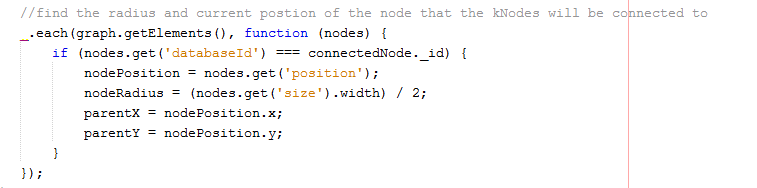 //find the radius and current postion of the node that the kNodes will be connected to
_.each(graph.getElements(), function (nodes) {
if (nodes.get('databaseId') === connectedNode._id) {
nodePosition = nodes.get('position');
nodeRadius = (nodes.get('size').width) / 2;
parentX = nodePosition.x;
parentY = nodePosition.y;
}
});